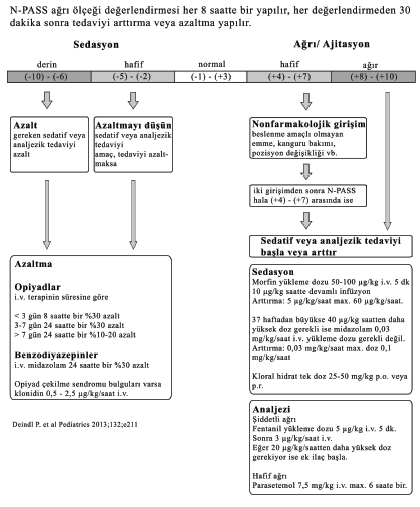 N-PASS ağrı ölçeği değerlendirmesi her 8 saatte bir yapılır, her değerlendirmeden 30
dakika sonra tedaviyi arttırma veya azaltma yapılır.
Sedasyon
Ağrı/ Ajitasyon
derin
hafif
normal
hafif
ağır
(-10) - (-6)
(-5) - (-2)
(-1) - (+3)
(+4) - (+7)
(+8) - (+10)
Azalt
gereken sedatif veya
analjezik tedaviyi
azalt
Azaltmayı düşün
sedatif veya analjezik
tedaviyi
amaç, tedaviyi azalt-
maksa
Nonfarmakolojik girişim
beslenme amaçlı olmayan
emme, kanguru bakımı,
pozisyon değişikliği vb.
iki girişimden sonra N-PASS
hala (+4) - (+7) arasında ise
Sedatif veya analjezik tedaviyi
başla veya arttır
Azaltma
Opiyadlar
i.v. terapinin süresine göre
< 3 gün 8 saatte bir %30 azalt
3-7 gün 24 saatte bir %30 azalt
> 7 gün 24 saatte bir %10-20 azalt
Benzodiyazepinler
i.v. midazolam 24 saatte bir %30 azalt
Opiyad çekilme sendromu bulguları varsa
klonidin 0,5 - 2,5 µg/kg/saat i.v.
Sedasyon
Morfin yükleme dozu 50-100 µg/kg i.v. 5 dk
10 µg/kg saatte -devamlı infüzyon
Arttırma: 5 µg/kg/saat max. 60 µg/kg/saat.
37 haftadan büyükse 40 µg/kg saatten daha
yüksek doz gerekli ise midazolam 0,03
mg/kg/saat i.v. yükleme dozu gerekli değil.
Arttırma: 0,03 mg/kg/saat max. doz 0,1
mg/kg/saat
Kloral hidrat tek doz 25-50 mg/kg p.o. veya
p.r.
Analjezi
Şiddetli ağrı
Fentanil yükleme dozu 5 µg/kg i.v. 5 dk.
Sonra 3 µg/kg/saat i.v.
Eğer 20 µg/kg/saatten daha yüksek doz
gerekiyor ise ek ilaç başla.
Hafif ağrı
Parasetemol 7,5 mg/kg i.v. max. 6 saate bir.
Deindl P. et al Pediatrics 2013;132;e211